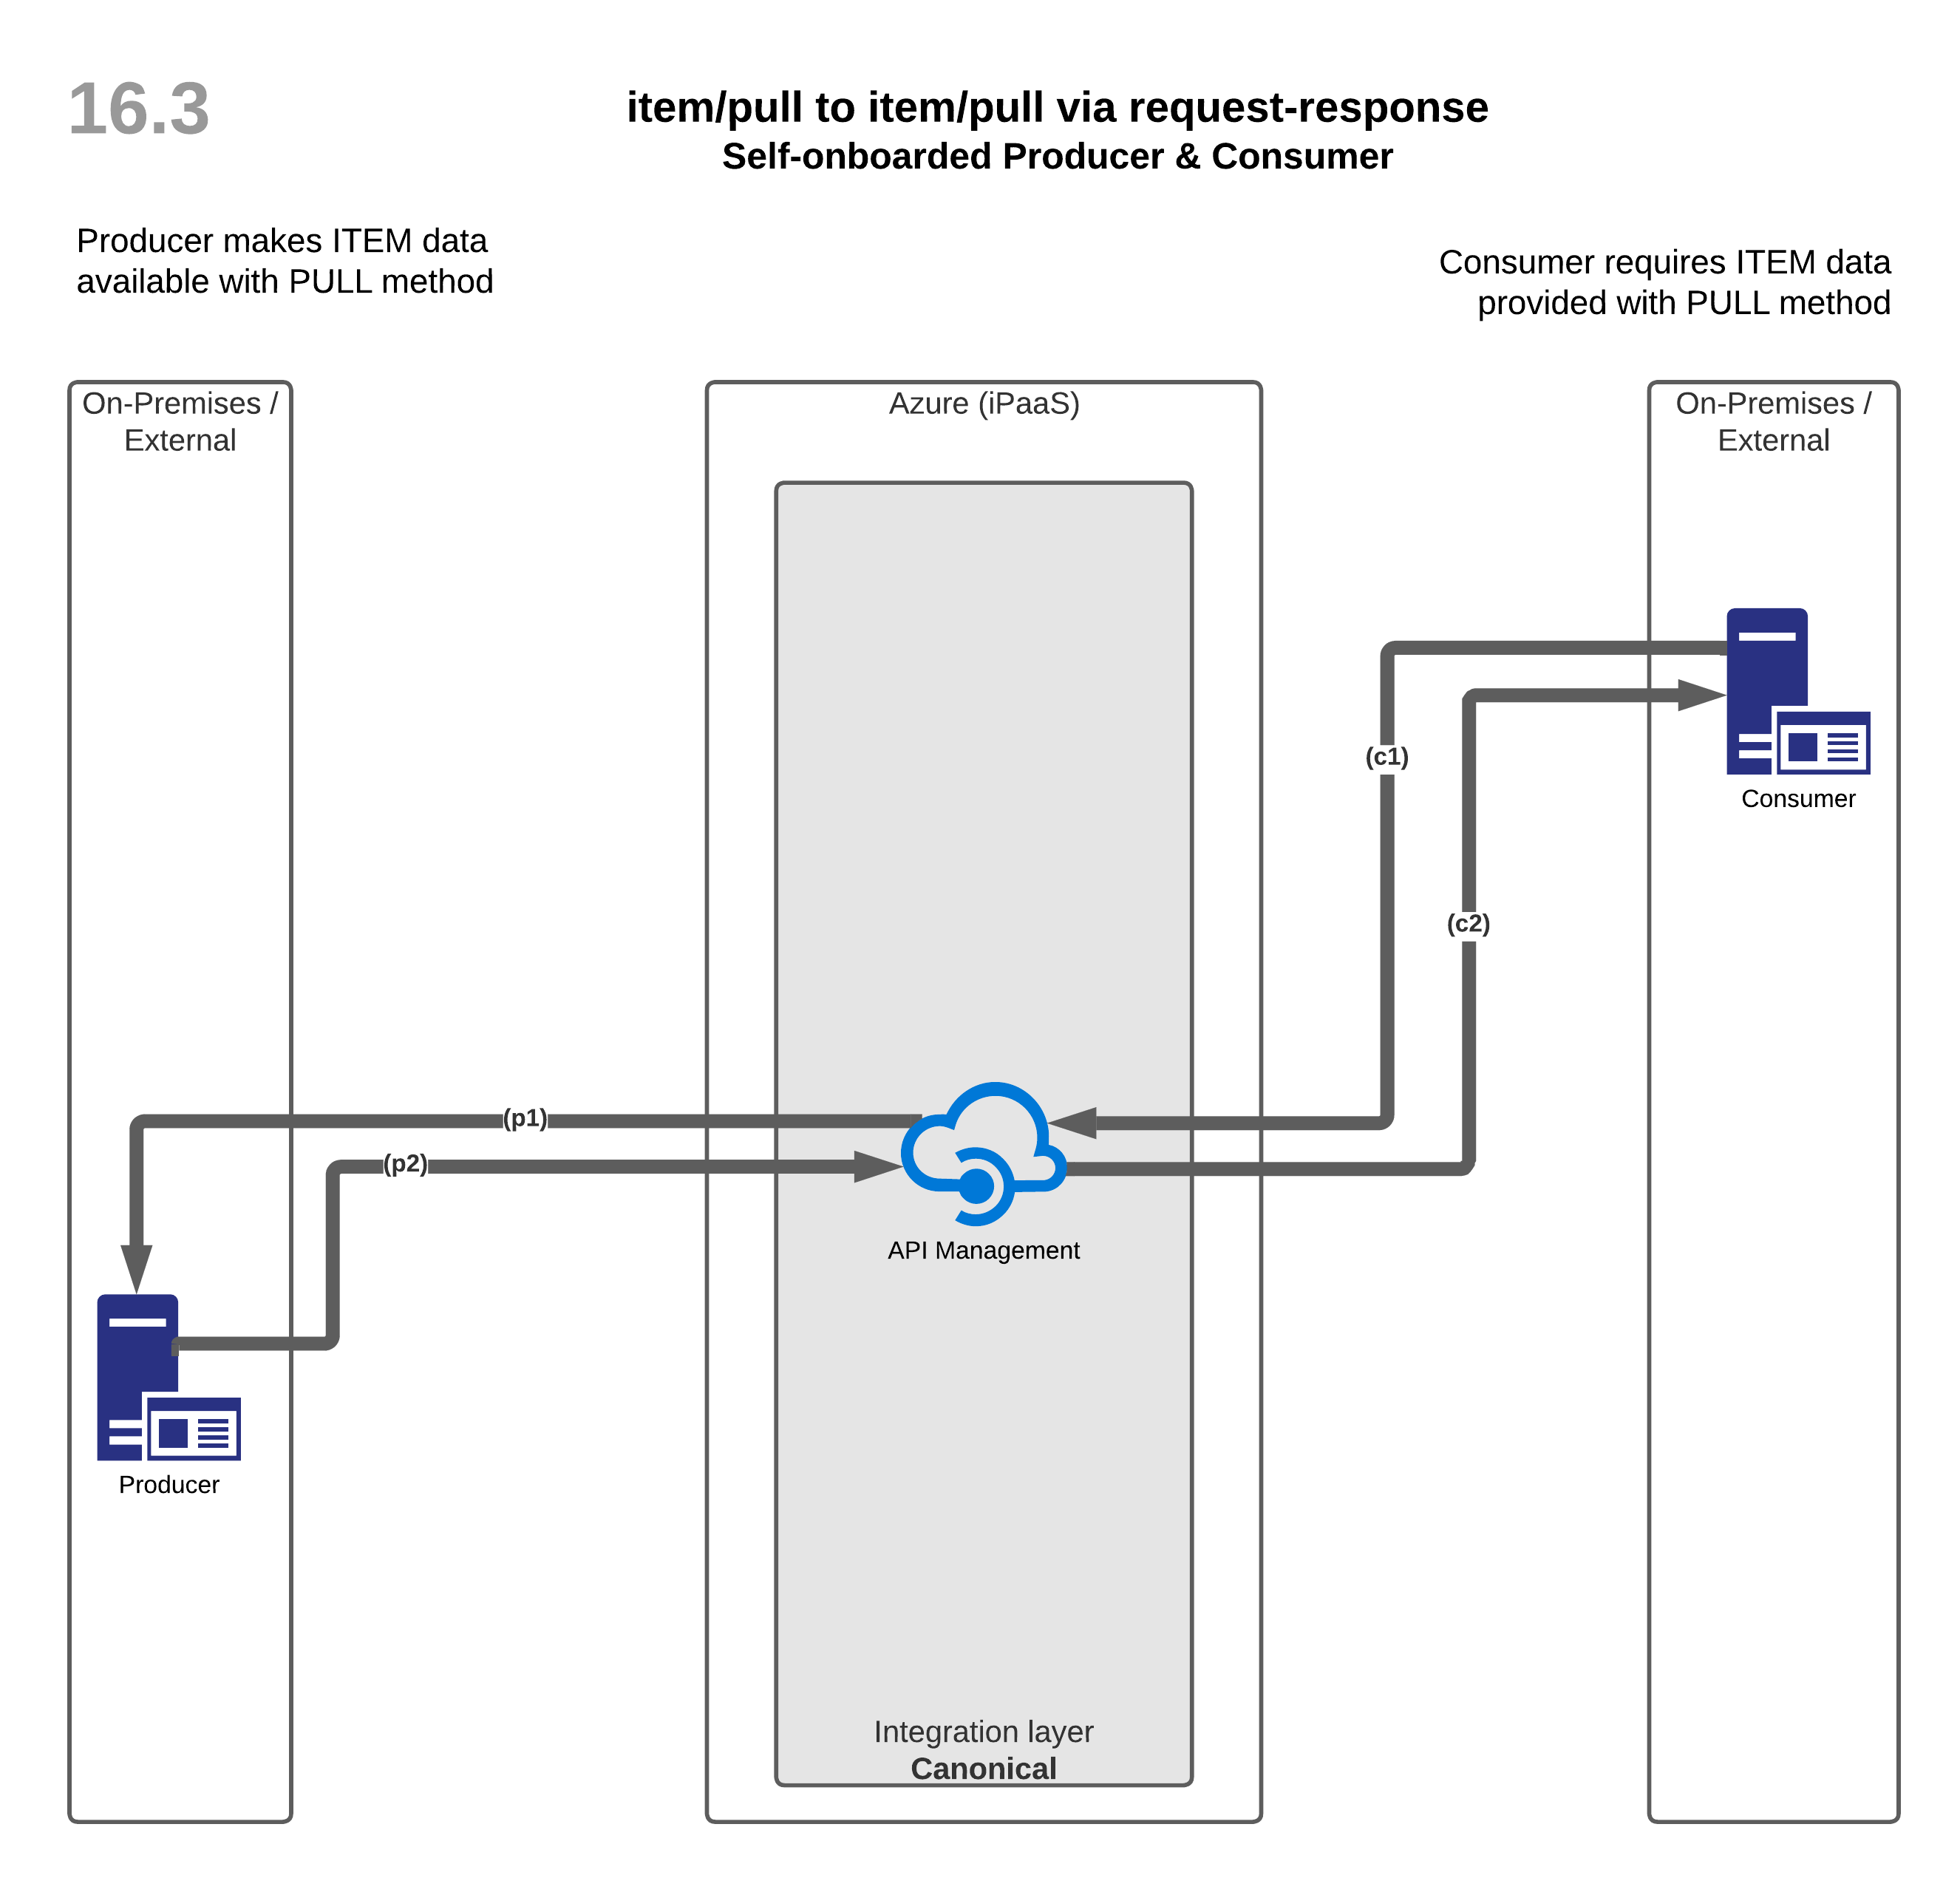 16.3
item/pull to item/pull via request-response
Self-onboarded Producer & Consumer
Producer makes ITEM data
available with PULL method
Consumer requires ITEM data
provided with PULL method
On-Premises /
External
Azure (iPaaS)
On-Premises /
External
(c1)
Consumer
(c2)
(p1)
(p2)
API Management
Producer
Integration layer
Canonical